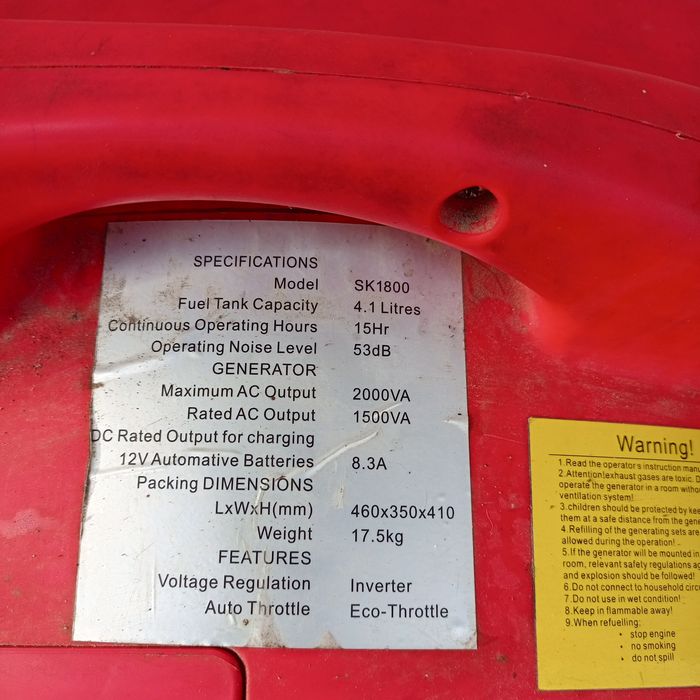 SPECIFICATIONS
Model SK1800
Fuel Tank Capacity 4.1 Litres
Continuous Operating Hours 15Hr
Operating Noise Level 53dB
GENERATOR
Maximum AC Qutput 2000VA
Rated AC Output 1500VA
DC Rated Output for charging
12V Automative Batteries 8.3A
Packing DIMENSIONS
LxWxH(mm) 460x350x410
Weight 17.5kg
FEATURES
Voltage Regulation Inverter
Auto Throttle Eco-Throttle
Warning!
1.Read the operator's instruction
2.Attention!exhaust gases are toxic.
operate the generator in a room
ventilation system!
3.children should be protected by
them at a safe distance from the
4.Refilling of the generating sets are
allowed during the operation!
5.If the generator will be mounted in
room, relevant safety regulations
and explosion should be followed!
6.Do not connect to household
7.Do not use in wet condition!
8.Keep in flammable away!
9.When refuelling;
• stop engine
• no smoking
• do not spill